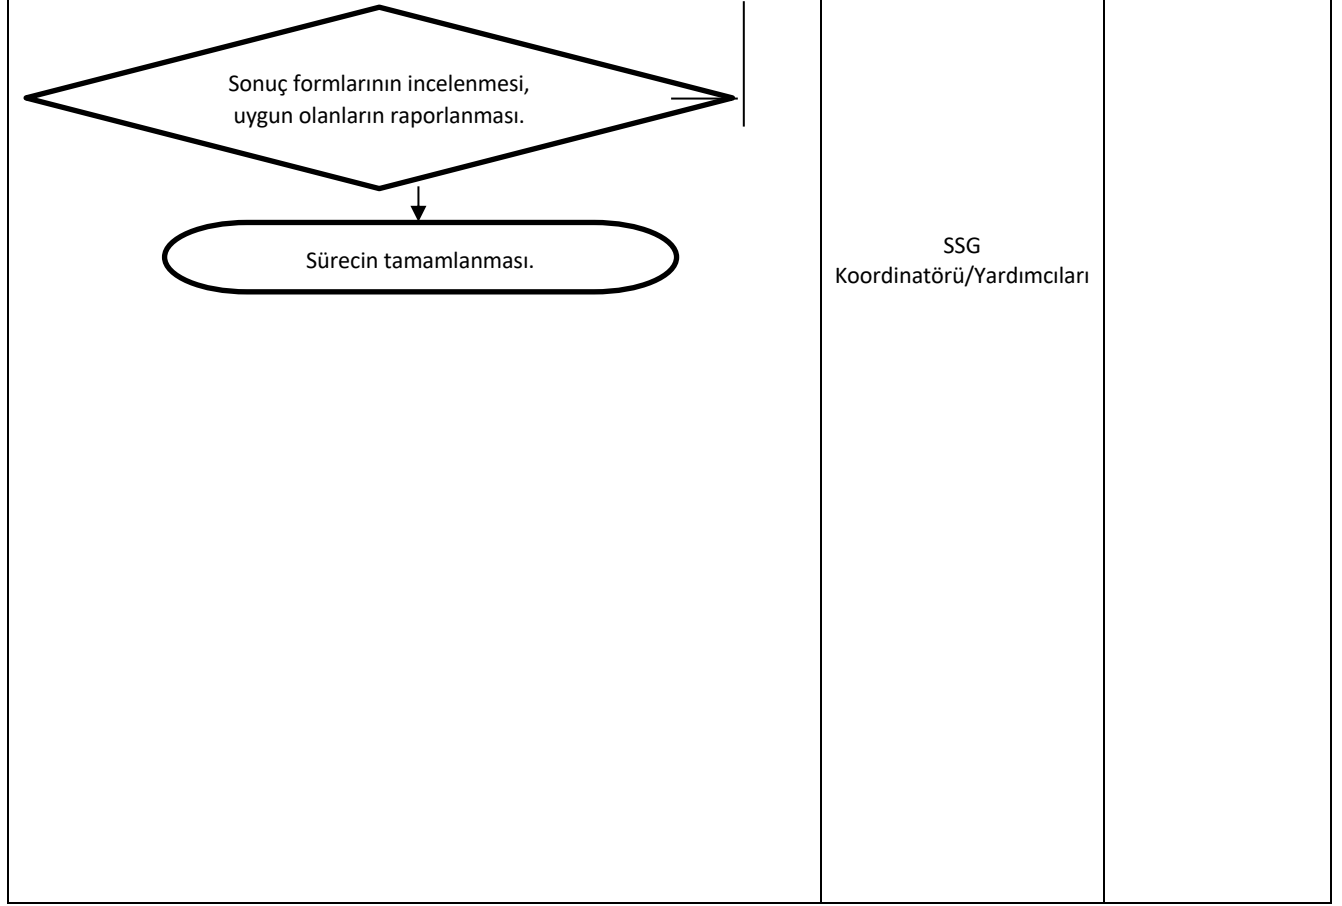 Sonuç formlarının incelenmesi,
uygun olanların raporlanması.
Sürecin tamamlanması.
SSG
Koordinatörü/Yardımcıları